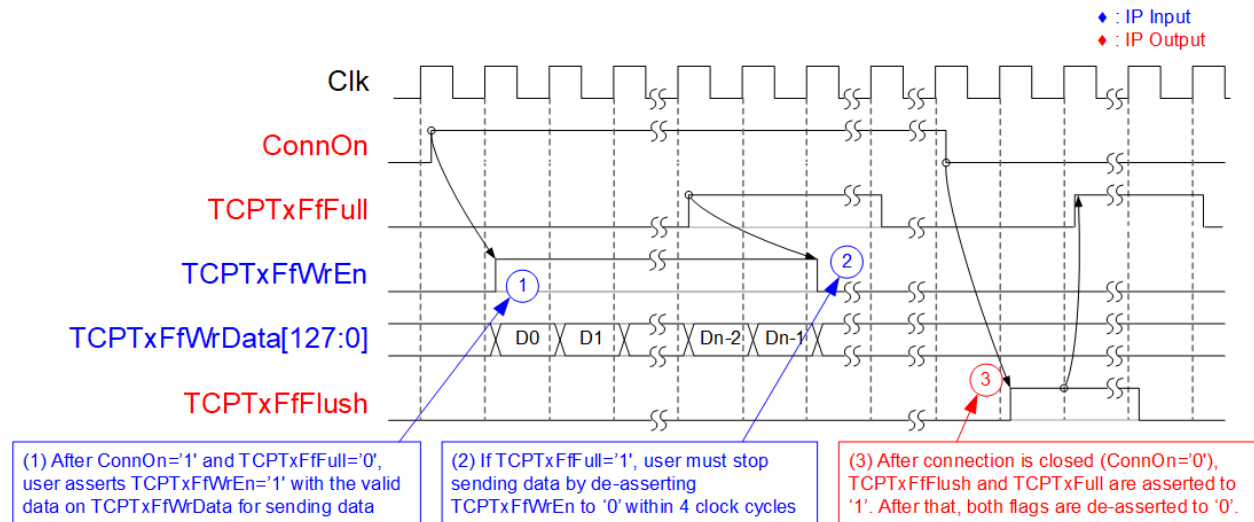 ♦ : IP Input
♦ : IP Output
Clk
ConnOn
TCPTxFfFull
TCPTxFfWrEn
1
2
TCPTxFfWrData[127:0]
D0 D1 Dn-2 Dn-1
3
TCPTxFfFlush
(1) After ConnOn='1' and TCPTxFfFull='0',
user asserts TCPTxFfWrEn='1' with the valid
data on TCPTxFfWrData for sending data
(2) If TCPTxFfFull='1', user must stop
sending data by de-asserting
TCPTxFfWrEn to ‘0’ within 4 clock cycles
(3) After connection is closed (ConnOn='0'),
TCPTxFfFlush and TCPTxFull are asserted to
‘1’. After that, both flags are de-asserted to ‘0’.